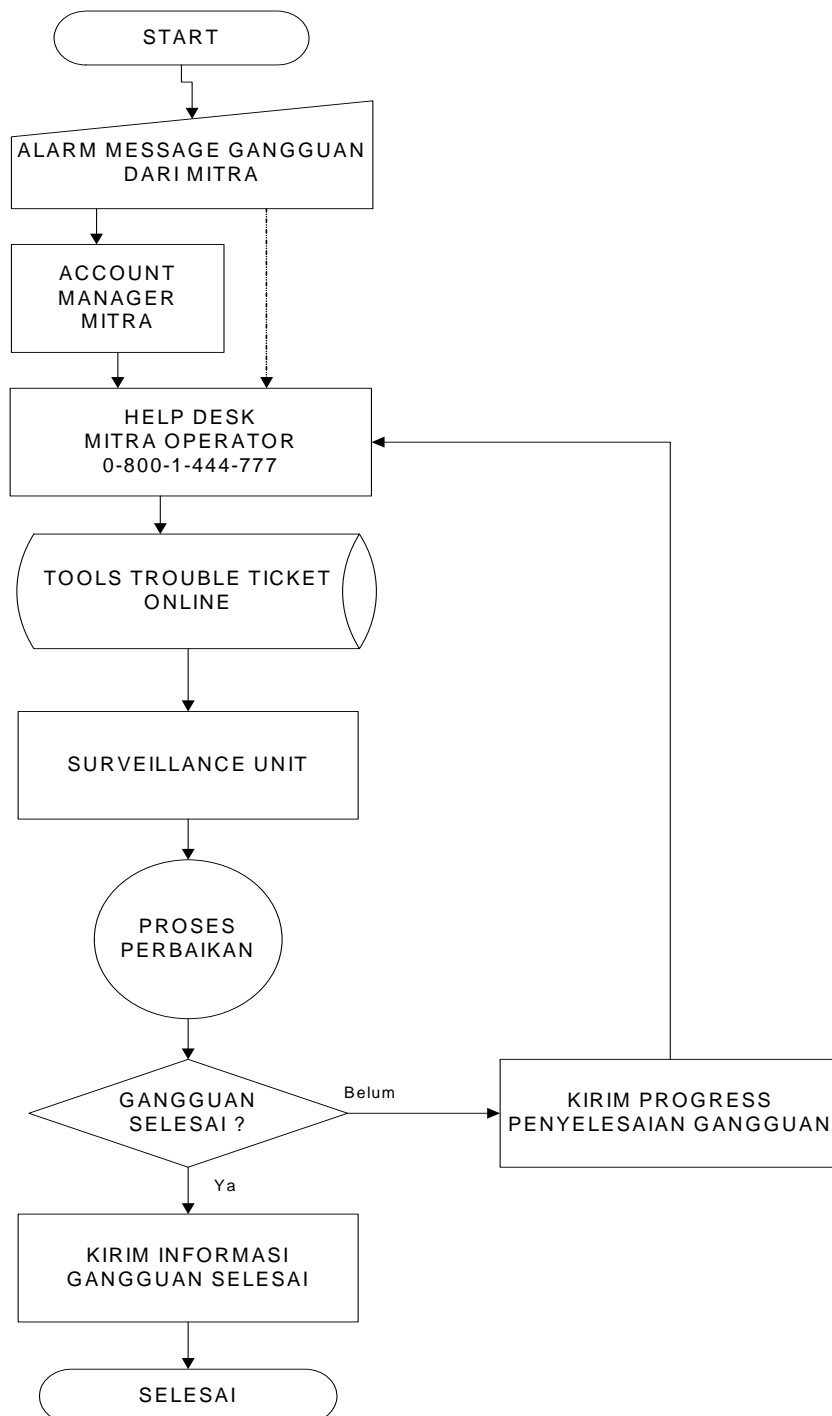 START
ALARM MESSAGE GANGGUAN
DARI MITRA
ACCOUNT
MANAGER
MITRA
HELP DESK
MITRA OPERATOR
0-800-1-444-777
TOOLS TROUBLE TICKET
ONLINE
SURVEILLANCE UNIT
PROSES
PERBAIKAN
GANGGUAN
SELESAI ?
Belum
KIRIM PROGRESS
PENYELESAIAN GANGGUAN
Ya
KIRIM INFORMASI
GANGGUAN SELESAI
SELESAI